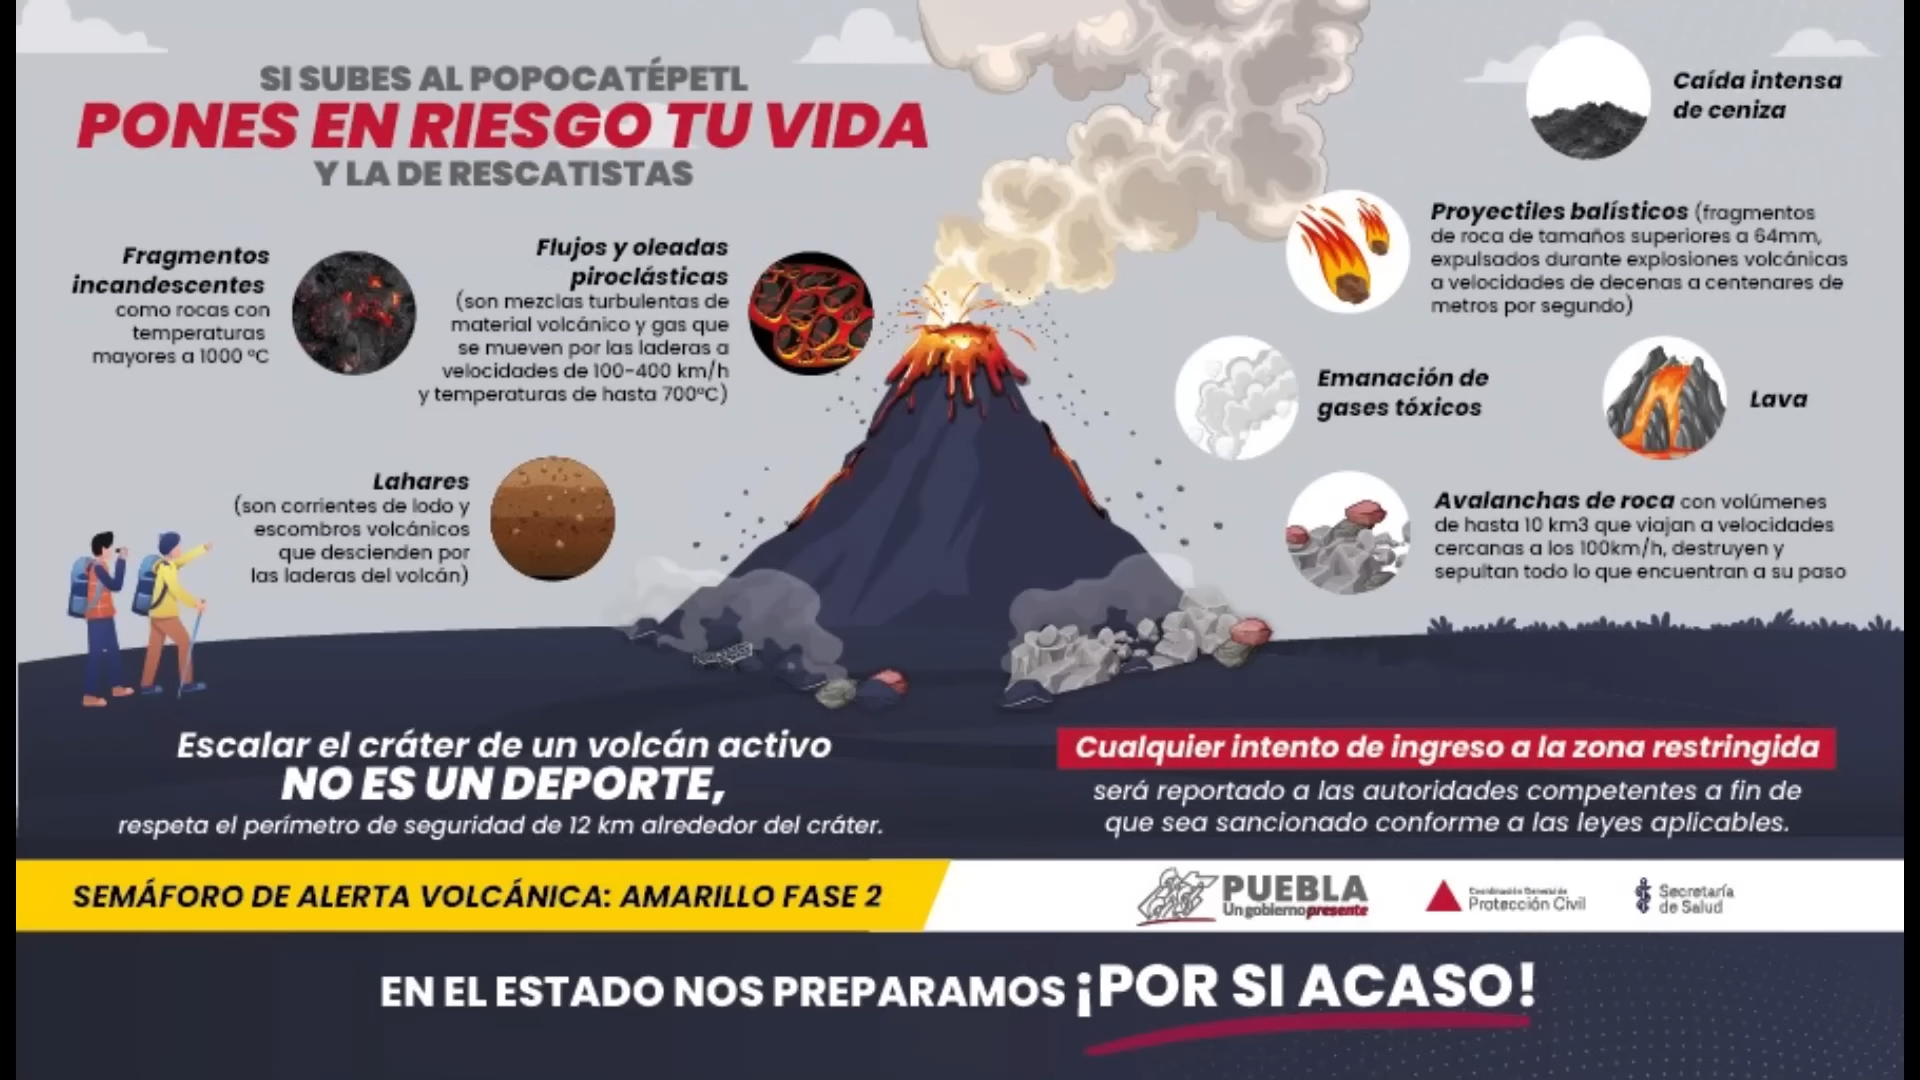 SI SUBES AL POPOCATÉPETL
PONES EN RIESGO TU VIDA
Y LA DE RESCATISTAS
Fragmentos
incandescentes
como rocas con
temperaturas
mayores a 1000 ºC
Flujos y oleadas
piroclásticas
(son mezclas turbulentas de
material volcánico y gas que
se mueven por las laderas a
velocidades de 100-400 km/h
y temperaturas de hasta 700ºC)
Lahares
(son corrientes de lodo y
escombros volcánicos
que descienden por
las laderas del volcán)
Caída intensa
de ceniza
Proyectiles balísticos (fragmentos
de roca de tamaños superiores a 64mm,
expulsados durante explosiones volcánicas
a velocidades de decenas a centenares de
metros por segundo)
Emanación de
gases tóxicos
Lava
Avalanchas de roca con volúmenes
de hasta 10 km3 que viajan a velocidades
cercanas a los 100km/h, destruyen y
sepultan todo lo que encuentran a su paso
Escalar el cráter de un volcán activo
NO ES UN DEPORTE,
respeta el perímetro de seguridad de 12 km alrededor del cráter.
Cualquier intento de ingreso a la zona restringida
será reportado a las autoridades competentes a fin de
que sea sancionado conforme a las leyes aplicables.
SEMÁFORO DE ALERTA VOLCÁNICA: AMARILLO FASE 2
PUEBLA
Un gobierno presente
Coordinación General de
Protección Civil
Secretaría
de Salud
EN EL ESTADO NOS PREPARAMOS ¡POR SI ACASO!